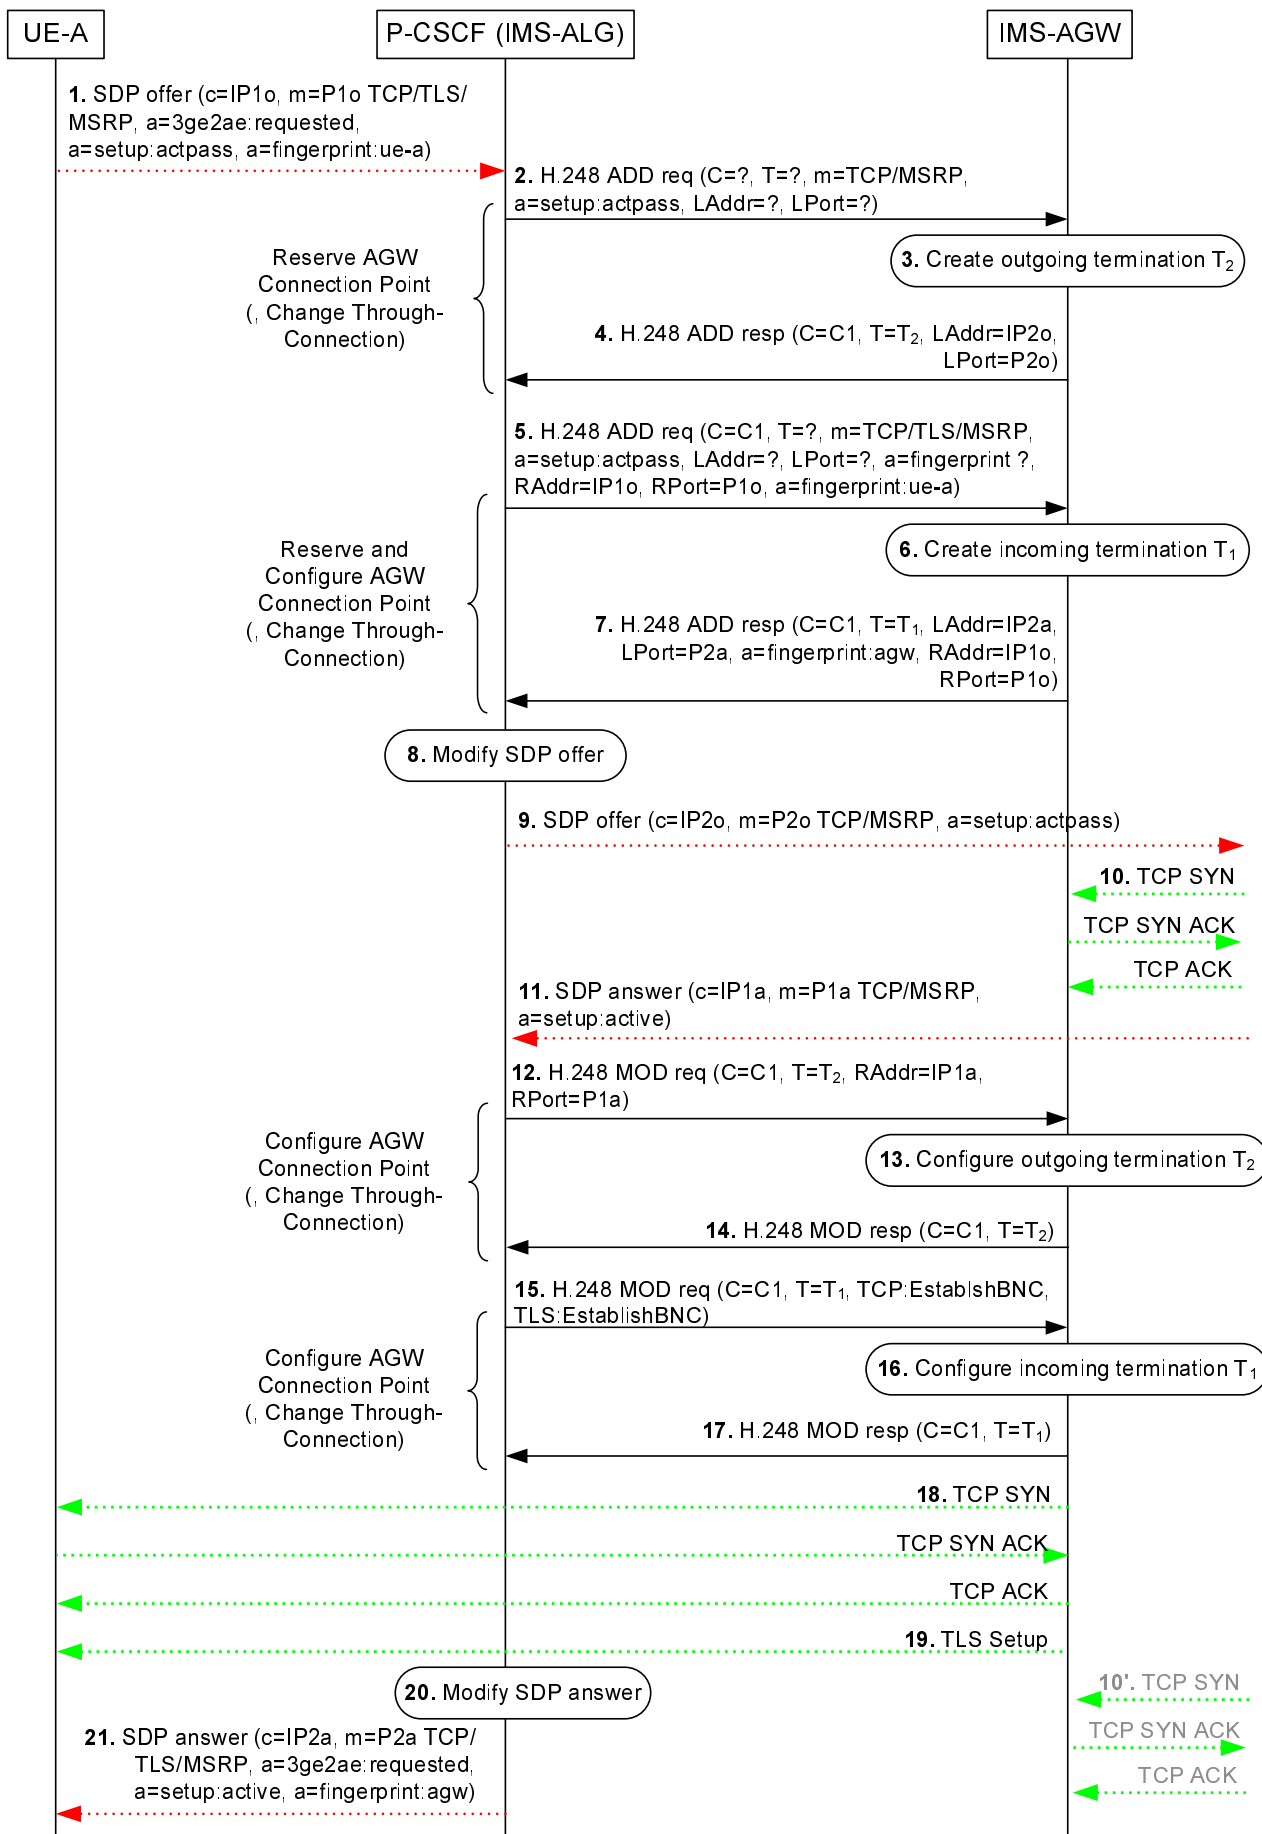 UE-A
P-CSCF (IMS-ALG)
IMS-AGW
1. SDP offer (c=IP1o, m=P1o TCP/TLS/
MSRP, a=3ge2ae:requested,
a=setup:actpass, a=fingerprint:ue-a)
2. H.248 ADD req (C=?, T=?, m=TCP/MSRP,
a=setup:actpass, LAddr=?, LPort=?)
Reserve AGW
Connection Point
(, Change Through-
Connection)
3. Create outgoing termination T2
4. H.248 ADD resp (C=C1, T=T2, LAddr=IP2o,
LPort=P2o)
5. H.248 ADD req (C=C1, T=?, m=TCP/TLS/MSRP,
a=setup:actpass, LAddr=?, LPort=?, a=fingerprint ?,
RAddr=IP1o, RPort=P1o, a=fingerprint:ue-a)
Reserve and
Configure AGW
Connection Point
(, Change Through-
Connection)
6. Create incoming termination T1
7. H.248 ADD resp (C=C1, T=T1, LAddr=IP2a,
LPort=P2a, a=fingerprint:agw, RAddr=IP1o,
RPort=P1o)
8. Modify SDP offer
9. SDP offer (c=IP2o, m=P2o TCP/MSRP, a=setup:actpass)
10. TCP SYN
TCP SYN ACK
TCP ACK
11. SDP answer (c=IP1a, m=P1a TCP/MSRP,
a=setup:active)
12. H.248 MOD req (C=C1, T=T2, RAddr=IP1a,
RPort=P1a)
Configure AGW
Connection Point
(, Change Through-
Connection)
13. Configure outgoing termination T2
14. H.248 MOD resp (C=C1, T=T2)
15. H.248 MOD req (C=C1, T=T1, TCP:EstablshBNC,
TLS:EstablishBNC)
Configure AGW
Connection Point
(, Change Through-
Connection)
16. Configure incoming termination T1
17. H.248 MOD resp (C=C1, T=T1)
18. TCP SYN
TCP SYN ACK
TCP ACK
19. TLS Setup
20. Modify SDP answer
10'. TCP SYN
TCP SYN ACK
TCP ACK
21. SDP answer (c=IP2a, m=P2a TCP/
TLS/MSRP, a=3ge2ae:requested,
a=setup:active, a=fingerprint:agw)